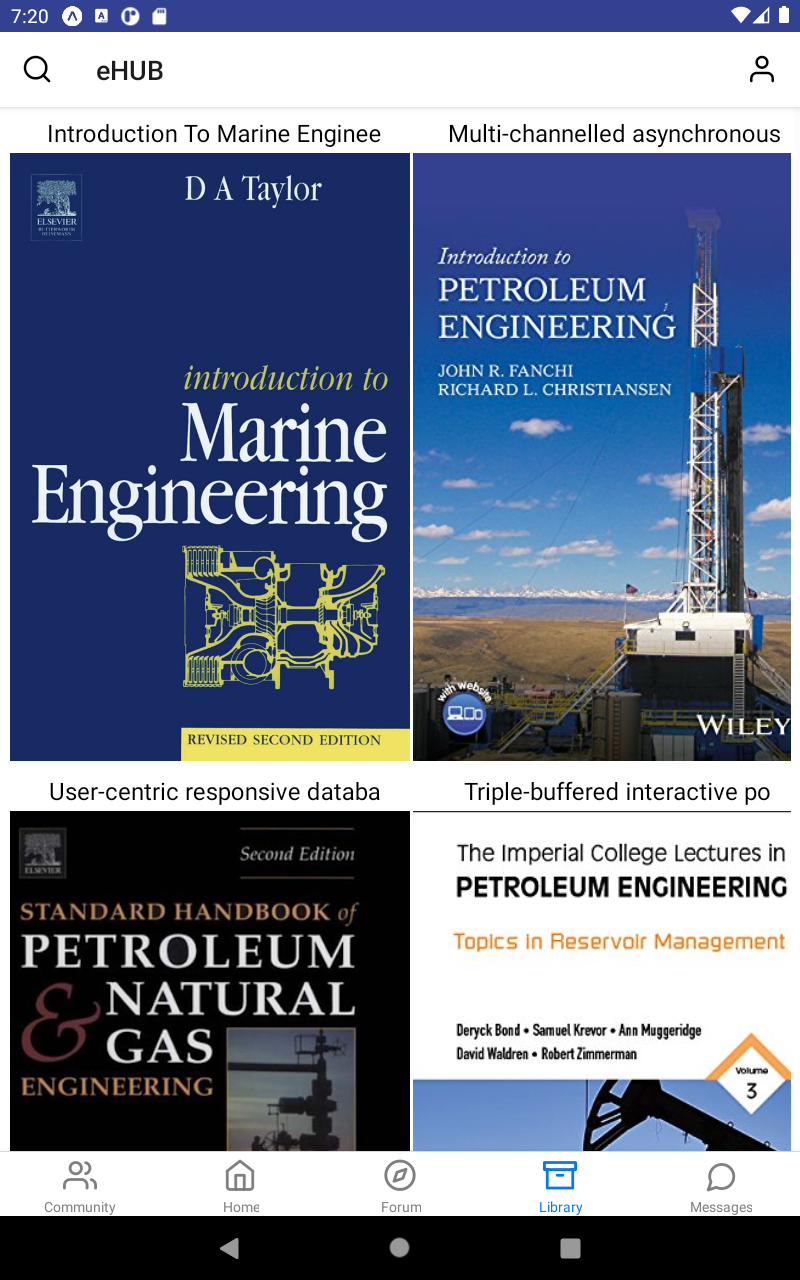 7:20
eHUB
Introduction To Marine Enginee
Multi-channelled asynchronous
ELSEVIER
BUTTERWORTH
HEINEMANN
D A Taylor
introduction to
Marine
Engineering
REVISED SECOND EDITION
Introduction to
PETROLEUM
ENGINEERING
JOHN R. FANCHI
RICHARD L. CHRISTIANSEN
with website
WILEY
User-centric responsive databa
Triple-buffered interactive po
ELSEVIER
Second Edition
STANDARD HANDBOOK of
PETROLEUM
& NATURAL
GAS
ENGINEERING
The Imperial College Lectures in
PETROLEUM ENGINEERING
Topics in Reservoir Management
Deryck Bond • Samuel Krevor • Ann Muggeridge
David Waldren • Robert Zimmerman
Volume
3
Community
Home
Forum
Library
Messages